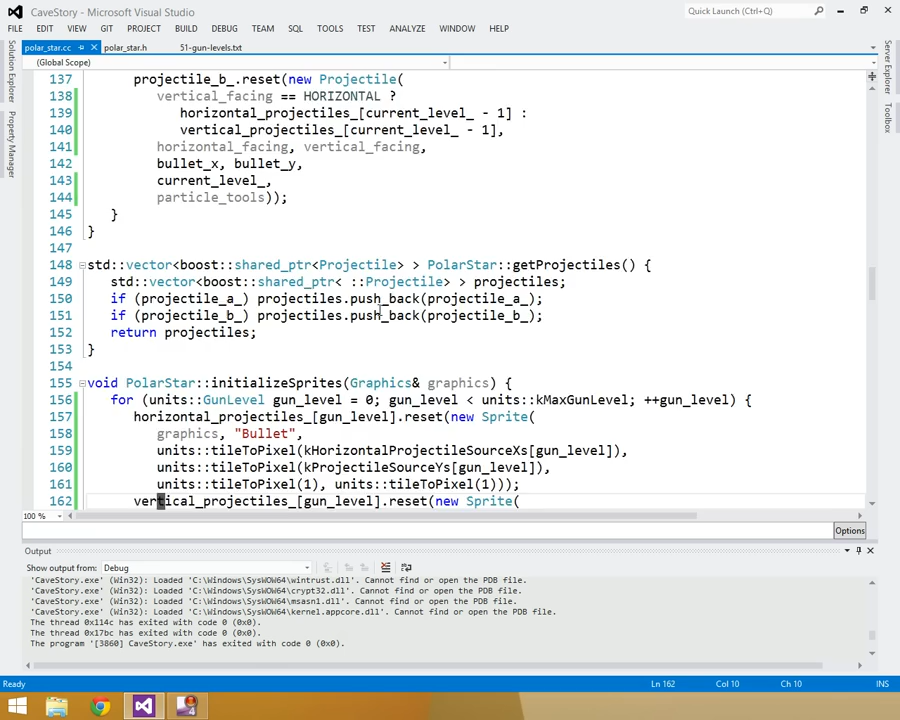 CaveStory - Microsoft Visual Studio
Quick Launch (Ctrl+Q)
FILE EDIT VIEW GIT PROJECT BUILD DEBUG TEAM SQL TOOLS TEST ANALYZE WINDOW HELP
polar_star.cc polar_star.h 51-gun-levels.txt
(Global Scope)
Solution Explorer
Property Manager
Server Explorer
Toolbox
137 projectile_b_.reset(new Projectile(
138 vertical_facing == HORIZONTAL ?
139 horizontal_projectiles_[current_level_ - 1] :
140 vertical_projectiles_[current_level_ - 1],
141 horizontal_facing, vertical_facing,
142 bullet_x, bullet_y,
143 current_level_,
144 particle_tools));
145 }
146 }
147
148 std::vector<boost::shared_ptr<Projectile> > PolarStar::getProjectiles() {
149 std::vector<boost::shared_ptr< ::Projectile> > projectiles;
150 if (projectile_a_) projectiles.push_back(projectile_a_);
151 if (projectile_b_) projectiles.push_back(projectile_b_);
152 return projectiles;
153 }
154
155 void PolarStar::initializeSprites(Graphics& graphics) {
156 for (units::GunLevel gun_level = 0; gun_level < units::kMaxGunLevel; ++gun_level) {
157 horizontal_projectiles_[gun_level].reset(new Sprite(
158 graphics, "Bullet",
159 units::tileToPixel(kHorizontalProjectileSourceXs[gun_level]),
160 units::tileToPixel(kProjectileSourceYs[gun_level]),
161 units::tileToPixel(1), units::tileToPixel(1)));
162 vertical_projectiles_[gun_level].reset(new Sprite(
100 %
Options
Output
Show output from: Debug
'CaveStory.exe' (Win32): Loaded 'C:\Windows\SysWOW64\wintrust.dll'. Cannot find or open the PDB file.
'CaveStory.exe' (Win32): Loaded 'C:\Windows\SysWOW64\crypt32.dll'. Cannot find or open the PDB file.
'CaveStory.exe' (Win32): Loaded 'C:\Windows\SysWOW64\msasn1.dll'. Cannot find or open the PDB file.
'CaveStory.exe' (Win32): Loaded 'C:\Windows\SysWOW64\kernel.appcore.dll'. Cannot find or open the PDB file.
The thread 0x114c has exited with code 0 (0x0).
The thread 0x17bc has exited with code 0 (0x0).
The program '[3860] CaveStory.exe' has exited with code 0 (0x0).
Ready Ln 162 Col 10 Ch 10 INS